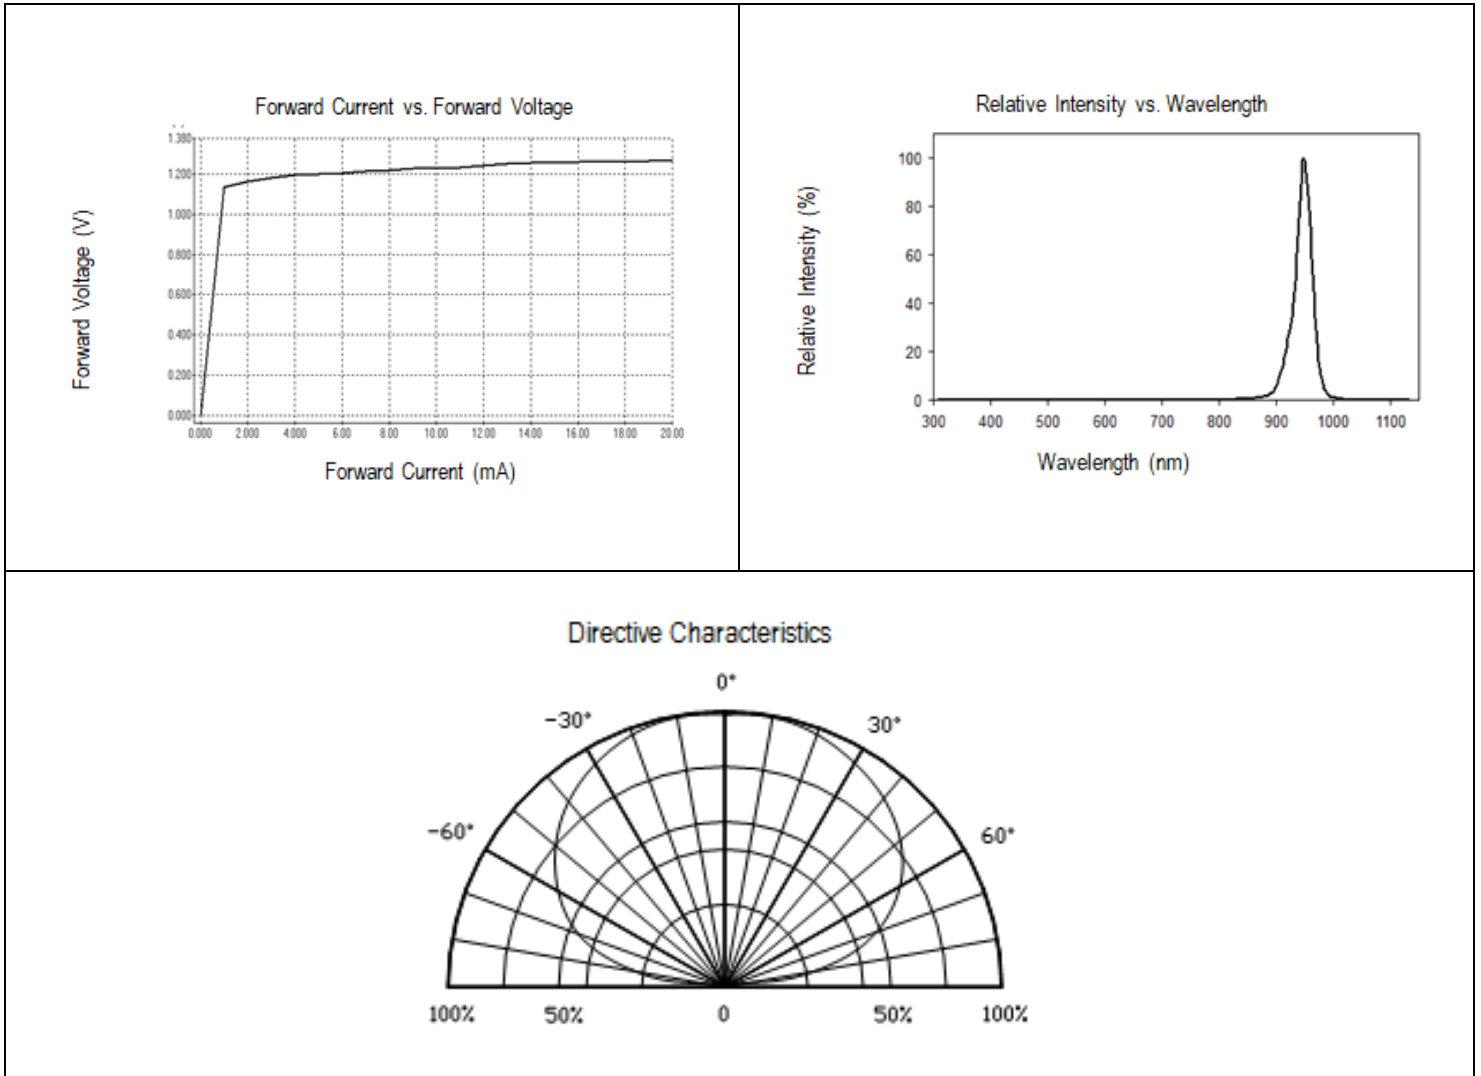 Forward Current vs. Forward Voltage
1.380
1.200
1.000
0.800
0.600
0.400
0.200
0.000
0.000 2.000 4.000 6.00 8.00 10.00 12.00 14.00 16.00 18.00 20.00
Forward Voltage (V)
Forward Current (mA)
Relative Intensity vs. Wavelength
100
80
60
40
20
0
300 400 500 600 700 800 900 1000 1100
Relative Intensity (%)
Wavelength (nm)
Directive Characteristics
0°
-30° 30°
-60° 60°
100% 50% 0 50% 100%